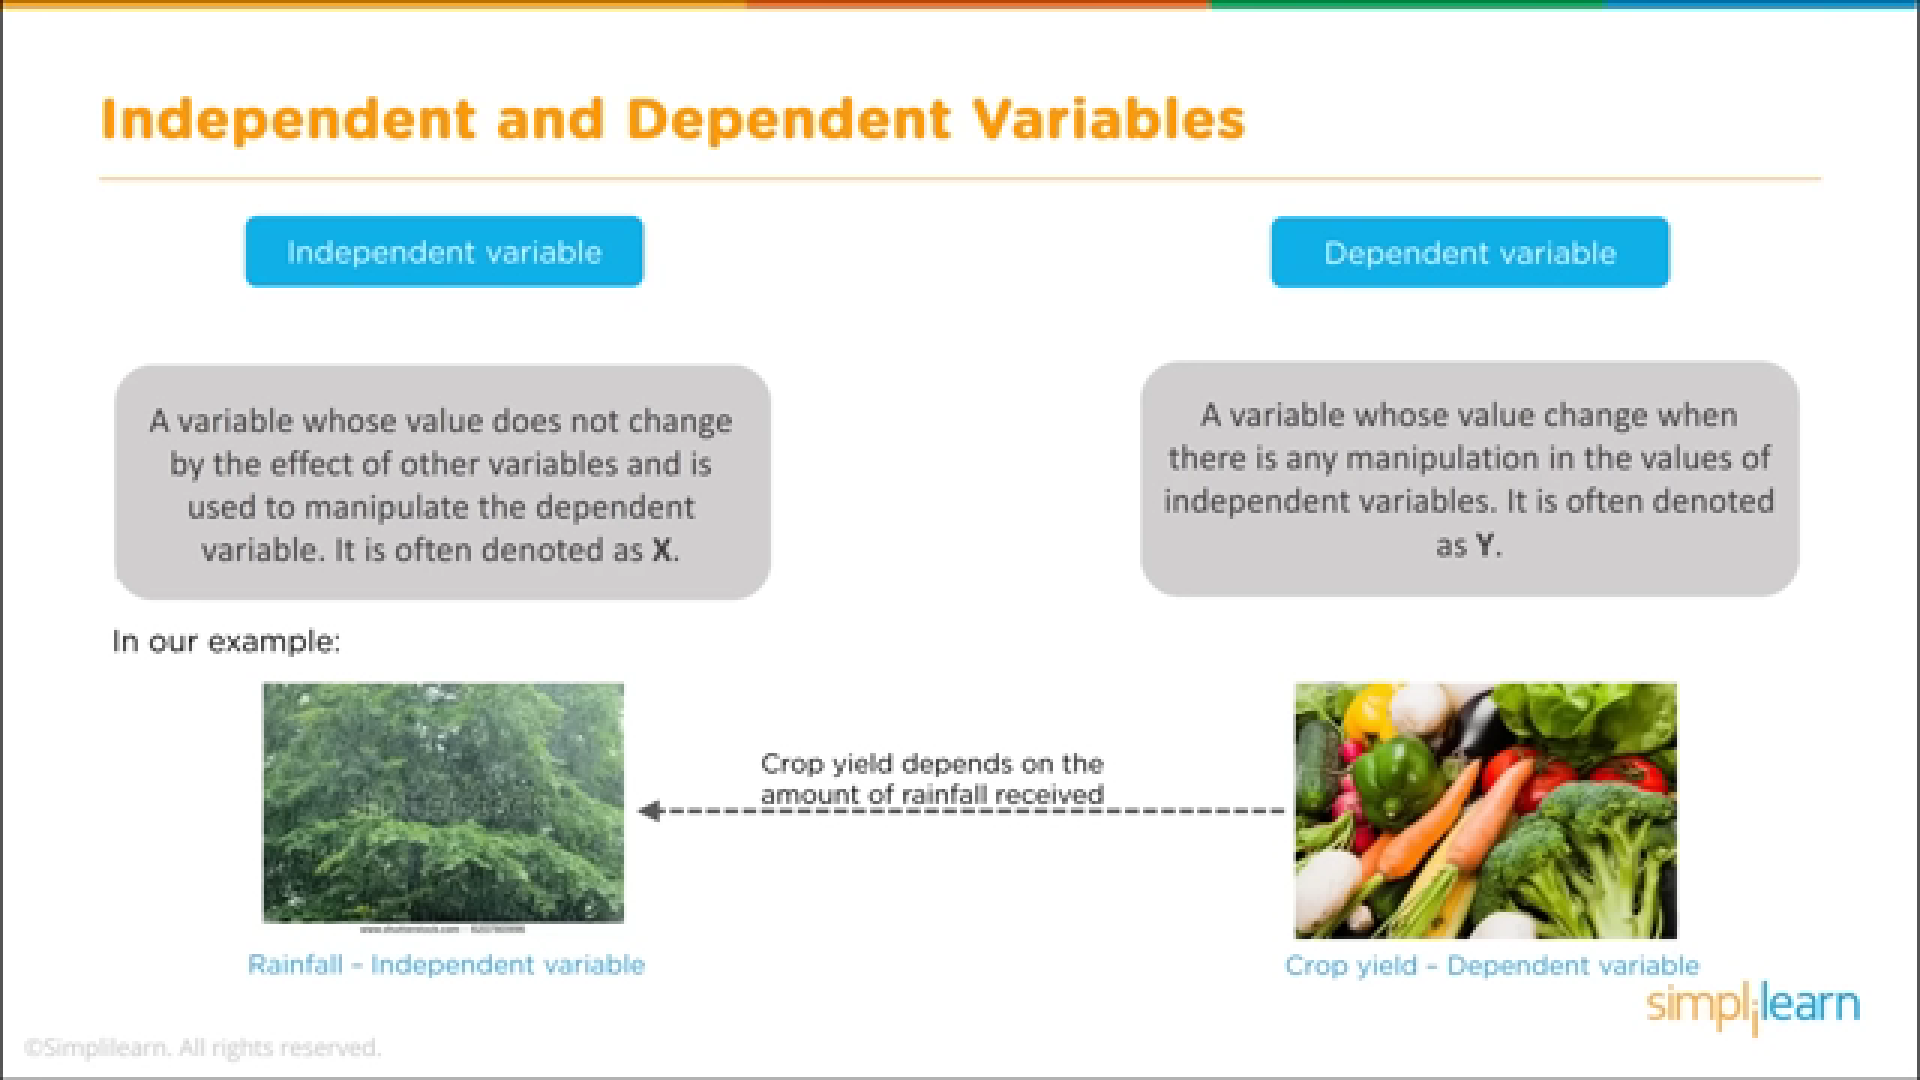 Independent and Dependent Variables
Independent variable
Dependent variable
A variable whose value does not change
by the effect of other variables and is
used to manipulate the dependent
variable. It is often denoted as X.
A variable whose value change when
there is any manipulation in the values of
independent variables. It is often denoted
as Y.
In our example:
Crop yield depends on the
amount of rainfall received
shutterstock
Rainfall – Independent variable
Crop yield – Dependent variable
simplilearn
©Simplilearn. All rights reserved.